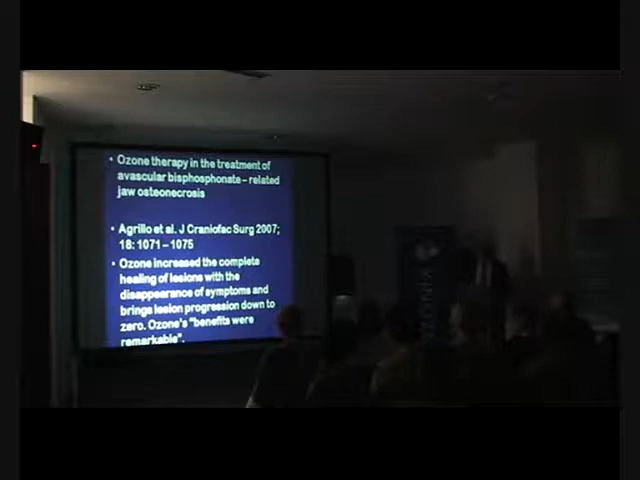 • Ozone therapy in the treatment of
avascular bisphosphonate – related
jaw osteonecrosis
• Agrillo et al. J Craniofac Surg 2007;
18: 1071 – 1075
• Ozone increased the complete
healing of lesions with the
disappearance of symptoms and
brings lesion progression down to
zero. Ozone's "benefits were
remarkable".